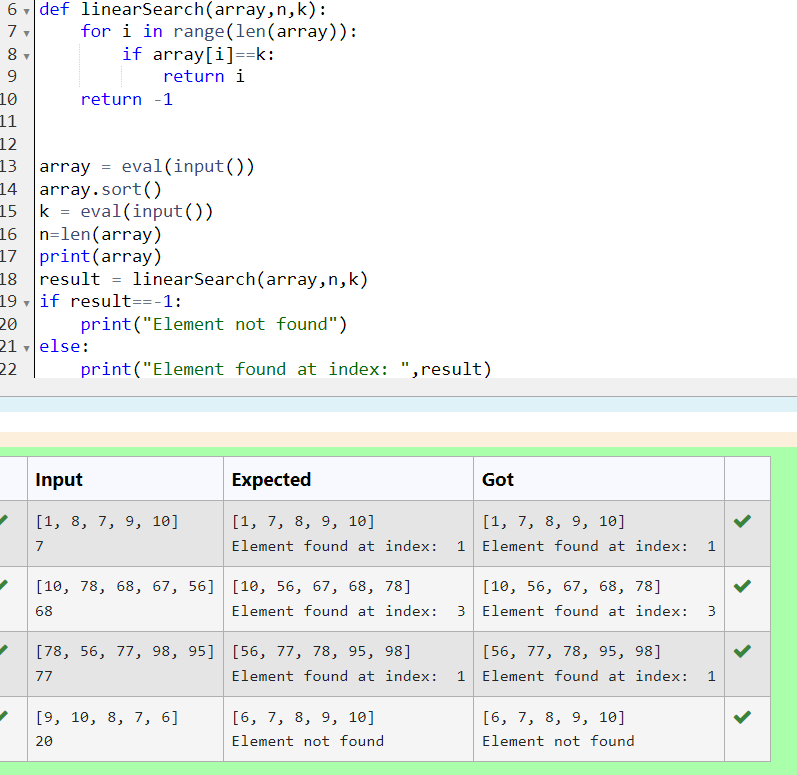 6 def linearSearch(array,n,k):
7     for i in range(len(array)):
8         if array[i]==k:
9             return i
10     return -1
11
12
13 array = eval(input())
14 array.sort()
15 k = eval(input())
16 n=len(array)
17 print(array)
18 result = linearSearch(array,n,k)
19 if result==-1:
20     print("Element not found")
21 else:
22     print("Element found at index: ",result)
Input Expected Got
[1, 8, 7, 9, 10] [1, 7, 8, 9, 10] [1, 7, 8, 9, 10]
7 Element found at index:  1 Element found at index:  1
[10, 78, 68, 67, 56] [10, 56, 67, 68, 78] [10, 56, 67, 68, 78]
68 Element found at index:  3 Element found at index:  3
[78, 56, 77, 98, 95] [56, 77, 78, 95, 98] [56, 77, 78, 95, 98]
77 Element found at index:  1 Element found at index:  1
[9, 10, 8, 7, 6] [6, 7, 8, 9, 10] [6, 7, 8, 9, 10]
20 Element not found Element not found